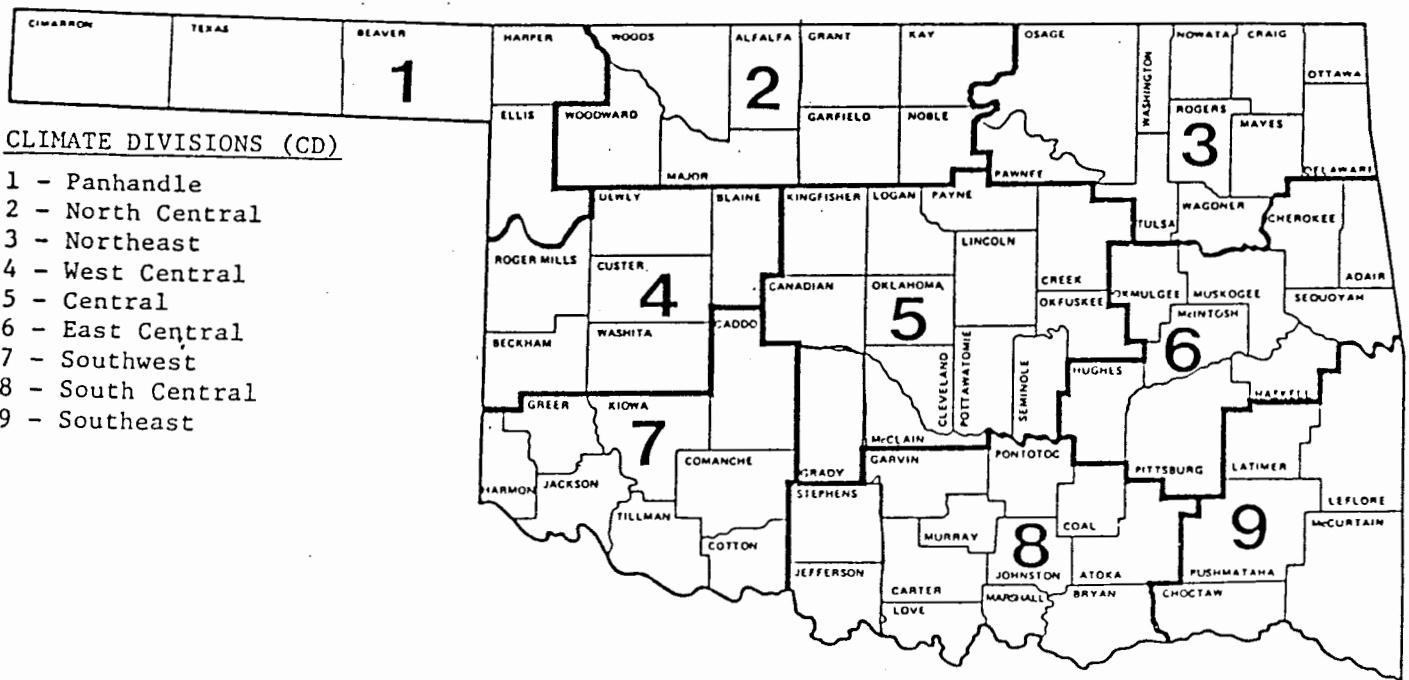 CIMARRON TEXAS BEAVER HARPER WOODS ALFALFA GRANT KAY OSAGE WASHINGTON NOWATA CRAIG OTTAWA
1 2
ELLIS WOODWARD GARFIELD NOBLE ROGERS MAYES
3
CLIMATE DIVISIONS (CD)
1 - Panhandle
2 - North Central
3 - Northeast
4 - West Central
5 - Central
6 - East Central
7 - Southwest
8 - South Central
9 - Southeast
MAJOR PAWNEE DELAWARE
DEWLY BLAINE KINGFISHER LOGAN PAYNE TULSA WAGONER CHEROKEE
LINCOLN
ROGER MILLS CUSTER CANADIAN OKLAHOMA CREEK OKMULGEE MUSKOGEE ADAIR
4 5 6
OKFUSKEE McINTOSH SEQUOYAH
BECKHAM WASHITA CADDO
CLEVELAND POTTAWATOMIE SEMINOLE HUGHES HASKELL
GREER KIOWA
7
McCLAIN
COMANCHE GRADY GARVIN PONTOTOC PITTSBURG LATIMER
HARMON JACKSON STEPHENS LEFLORE
TILLMAN COTTON MURRAY COAL McCURTAIN
8 9
JEFFERSON CARTER JOHNSTON ATOKA PUSHMATAHA
LOVE MARSHALL BRYAN CHOCTAW